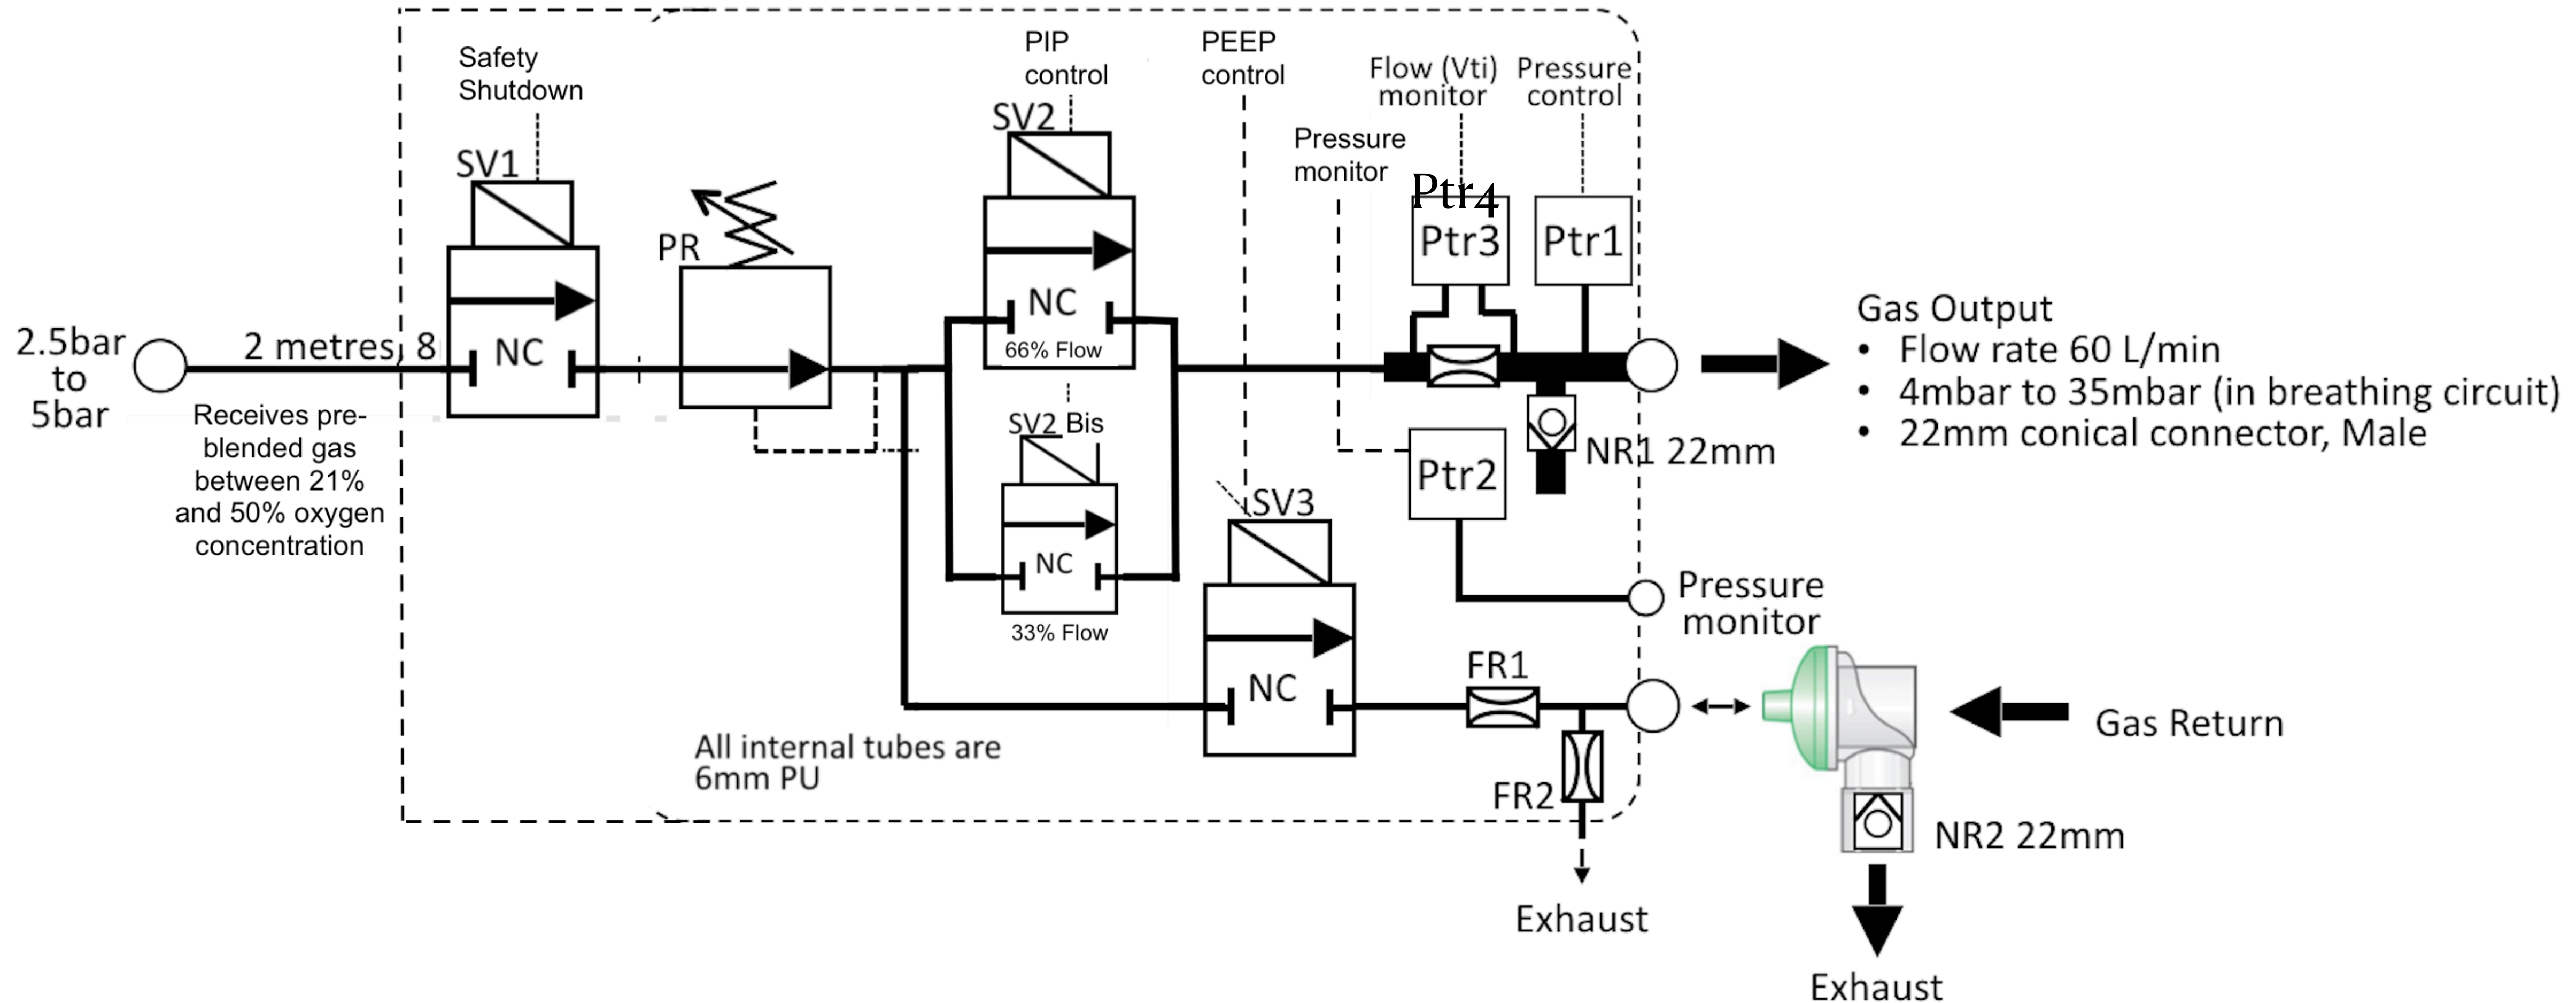 Safety
Shutdown
SV1
PR
PIP
control
SV2
PEEP
control
Flow (Vti)
monitor
Pressure
control
Pressure
monitor
Ptr4
Ptr3
Ptr1
2.5bar
to
5bar
2 metres, 8
NC
Receives pre-
blended gas
between 21%
and 50% oxygen
concentration
NC
66% Flow
SV2 Bis
NC
33% Flow
SV3
NC
Ptr2
NR1 22mm
Gas Output
• Flow rate 60 L/min
• 4mbar to 35mbar (in breathing circuit)
• 22mm conical connector, Male
Pressure
monitor
FR1
FR2
Gas Return
NR2 22mm
All internal tubes are
6mm PU
Exhaust
Exhaust